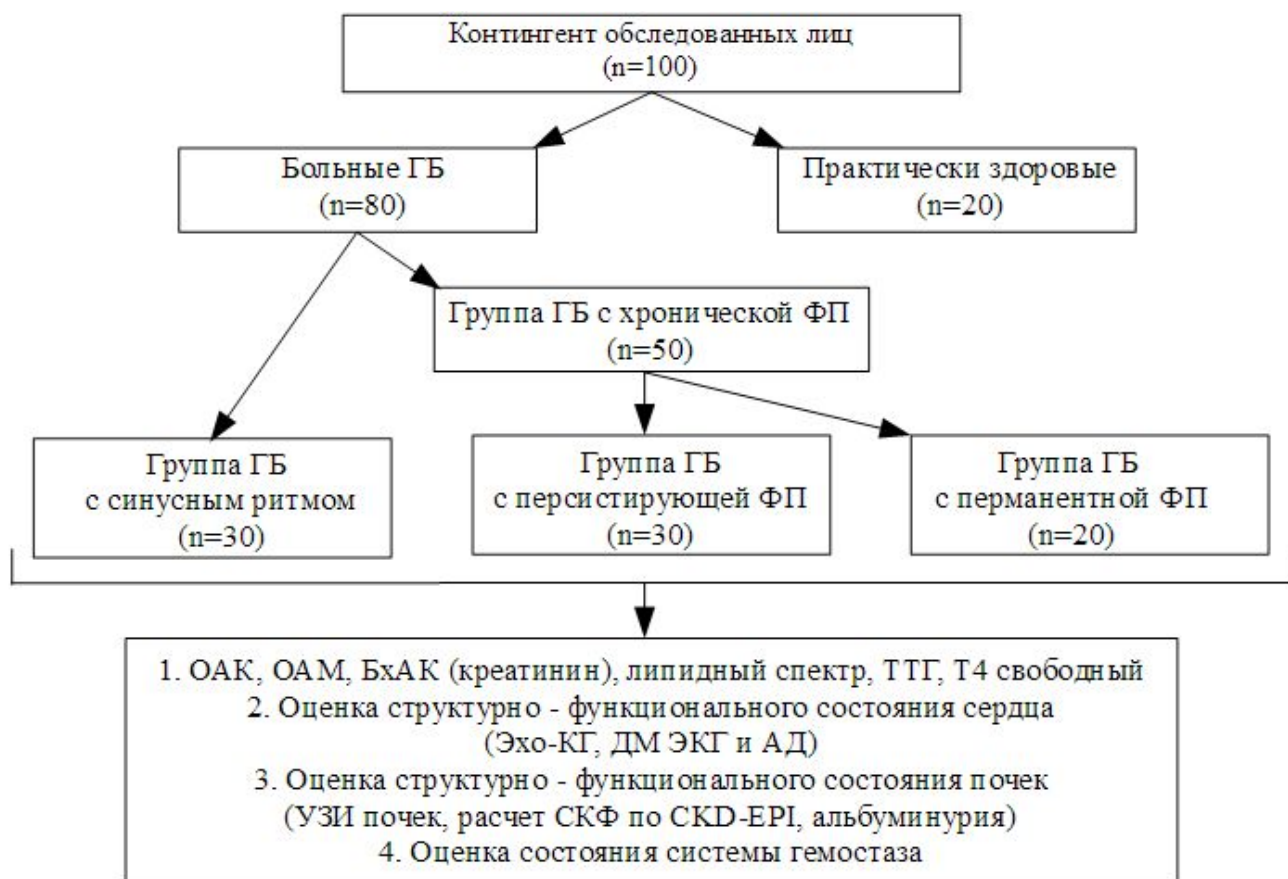 Контингент обследованных лиц
(n=100)
Больные ГБ
(n=80)
Практически здоровые
(n=20)
Группа ГБ с хронической ФП
(n=50)
Группа ГБ
с синусным ритмом
(n=30)
Группа ГБ
с персистирующей ФП
(n=30)
Группа ГБ
с перманентной ФП
(n=20)
1. ОАК, ОАМ, БхАК (креатинин), липидный спектр, ТТГ, Т4 свободный
2. Оценка структурно - функционального состояния сердца
(Эхо-КГ, ДМ ЭКГ и АД)
3. Оценка структурно - функционального состояния почек
(УЗИ почек, расчет СКФ по CKD-EPI, альбуминурия)
4. Оценка состояния системы гемостаза